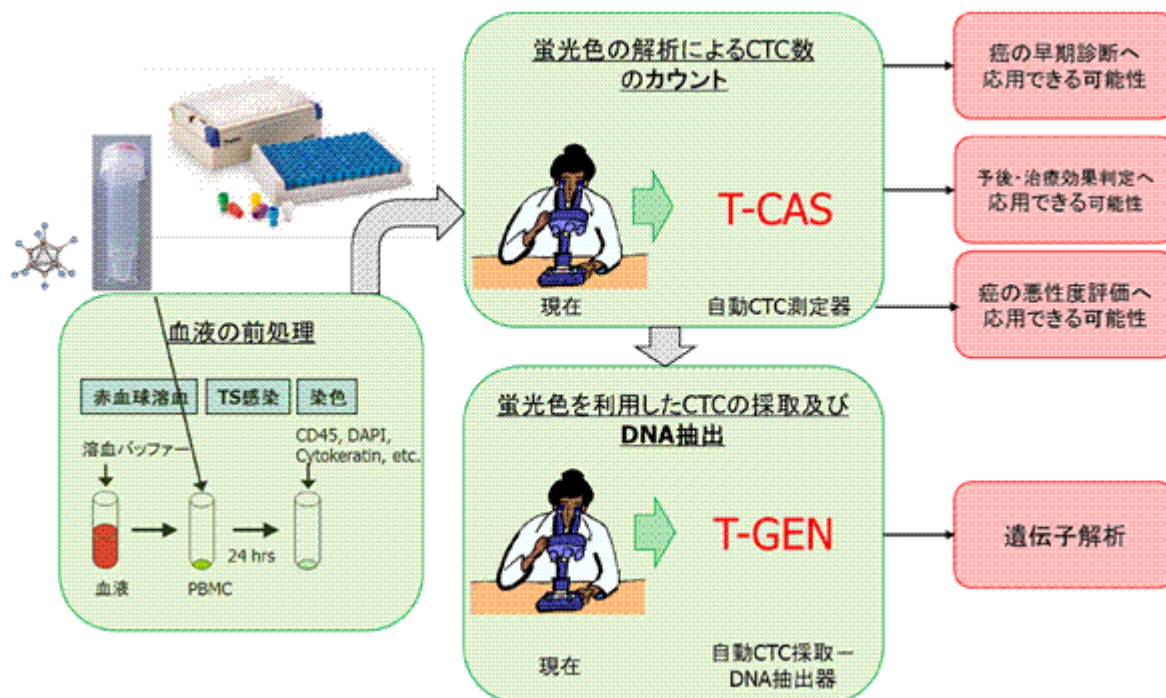 蛍光色の解析によるCTC数
のカウント
T-CAS
現在
自動CTC測定器
癌の早期診断へ
応用できる可能性
予後・治療効果判定へ
応用できる可能性
癌の悪性度評価へ
応用できる可能性
血液の前処理
赤血球溶血
TS感染
染色
溶血バッファー
CD45, DAPI,
Cytokeratin, etc.
24 hrs
血液
PBMC
蛍光色を利用したCTCの採取及び
DNA抽出
T-GEN
現在
自動CTC採取ー
DNA抽出器
遺伝子解析